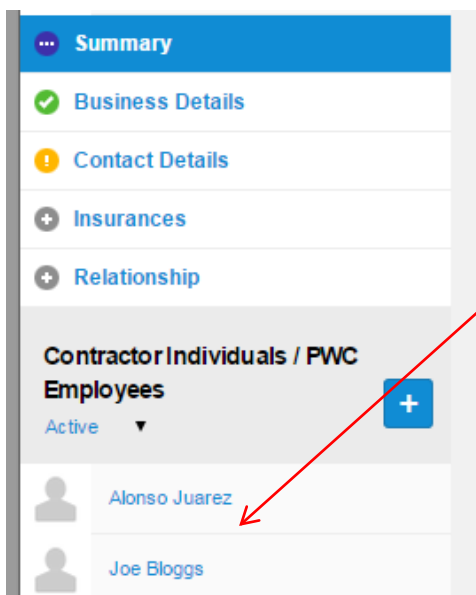 Summary
Business Details
Contact Details
Insurances
Relationship
Contractor Individuals / PWC
Employees
Active
Alonso Juarez
Joe Bloggs